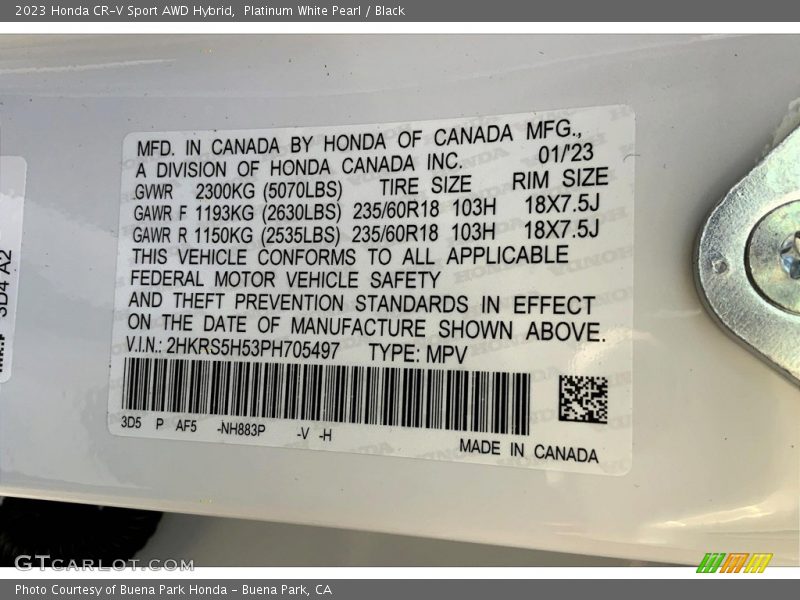 2023 Honda CR-V Sport AWD Hybrid, Platinum White Pearl / Black
MFD. IN CANADA BY HONDA OF CANADA MFG.,
A DIVISION OF HONDA CANADA INC. 01/'23
GVWR 2300KG (5070LBS) TIRE SIZE RIM SIZE
GAWR F 1193KG (2630LBS) 235/60R18 103H 18X7.5J
GAWR R 1150KG (2535LBS) 235/60R18 103H 18X7.5J
THIS VEHICLE CONFORMS TO ALL APPLICABLE
FEDERAL MOTOR VEHICLE SAFETY
AND THEFT PREVENTION STANDARDS IN EFFECT
ON THE DATE OF MANUFACTURE SHOWN ABOVE.
V.I.N.: 2HKRS5H53PH705497 TYPE: MPV
3D5 P AF5 -NH883P -V -H
MADE IN CANADA
3D4 A2
GTcarlot.com
Photo Courtesy of Buena Park Honda - Buena Park, CA